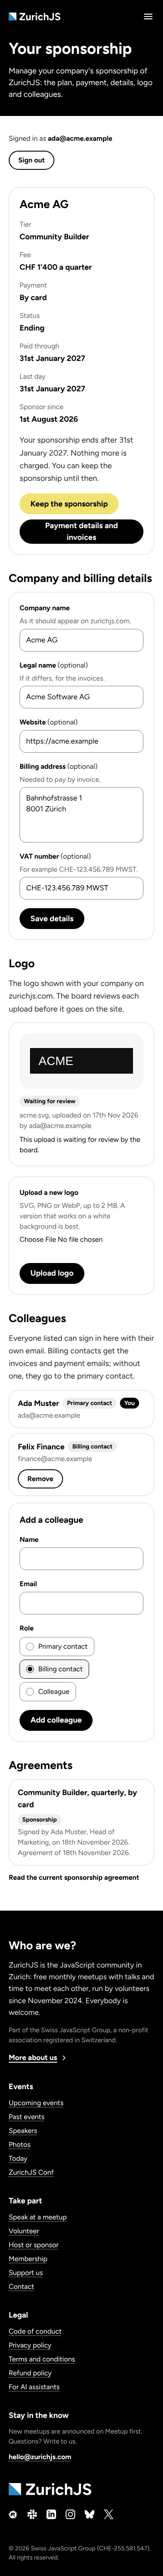 ZurichJS
Your sponsorship
Manage your company's sponsorship of
ZurichJS: the plan, payment, details, logo
and colleagues.
Signed in as ada@acme.example
Sign out
Acme AG
Tier
Community Builder
Fee
CHF 1'400 a quarter
Payment
By card
Status
Ending
Paid through
31st January 2027
Last day
31st January 2027
Sponsor since
1st August 2026
Your sponsorship ends after 31st
January 2027. Wo more is
charged. You can keep the
sponsorship until then.
Keep the sponsorship
Payment details and
invoices
Company and billing details
Company name
As it should appear on zurichjs.com.
Acme AG
Legal name (optional)
If it differs, for the invoices.
Acme Software AG
Website (optional)
https://acme.example
Billing address (optional)
Needed to pay by invoice.
Bahnhofstrasse 1
8001 Zürich
VAT number (optional)
For example CHE-123.456.789 MWST.
CHE-123.456.789 MWST
Save details
Logo
The logo shown with your company on
zurichjs.com. The board reviews each
upload before it goes on the site.
ACME
Waiting for review
acme.svg, uploaded on 17th Nov 2026
by ada@acme.example
This upload is waiting for review by the
board.
Upload a new logo
SVG, PNG or WebP, up to 2 MB. A
version that works on a white
background is best.
Choose File No file chosen
Upload logo
Colleagues
Everyone listed can sign in here with their
own email. Billing contacts get the
invoices and payment emails; without
one, they go to the primary contact.
Ada Muster Primary contact You
ada@acme.example
Felix Finance Billing contact
finance@acme.example
Remove
Add a colleague
Name
Email
Role
Primary contact
Billing contact
Colleague
Add colleague
Agreements
Community Builder, quarterly, by
card
Sponsorship
Signed by Ada Muster, Head of
Marketing, on 18th November 2026.
Agreement of 18th November 2026.
Read the current sponsorship agreement
Who are we?
ZurichJS is the JavaScript community in
Zurich: free monthly meetups with talks and
time to meet each other, run by volunteers
since November 2024. Everybody is
welcome.
Part of the Swiss JavaScript Group, a non-profit
association registered in Switzerland.
More about us
Events
Upcoming events
Past events
Speakers
Photos
Today
ZurichJS Conf
Take part
Speak at a meetup
Volunteer
Host or sponsor
Membership
Support us
Contact
Legal
Code of conduct
Privacy policy
Terms and conditions
Refund policy
For AI assistants
Stay in the know
New meetups are announced on Meetup first.
Questions? Write to us.
hello@zurichjs.com
ZurichJS
© 2026 Swiss JavaScript Group (CHE-255.581.547).
All rights reserved.